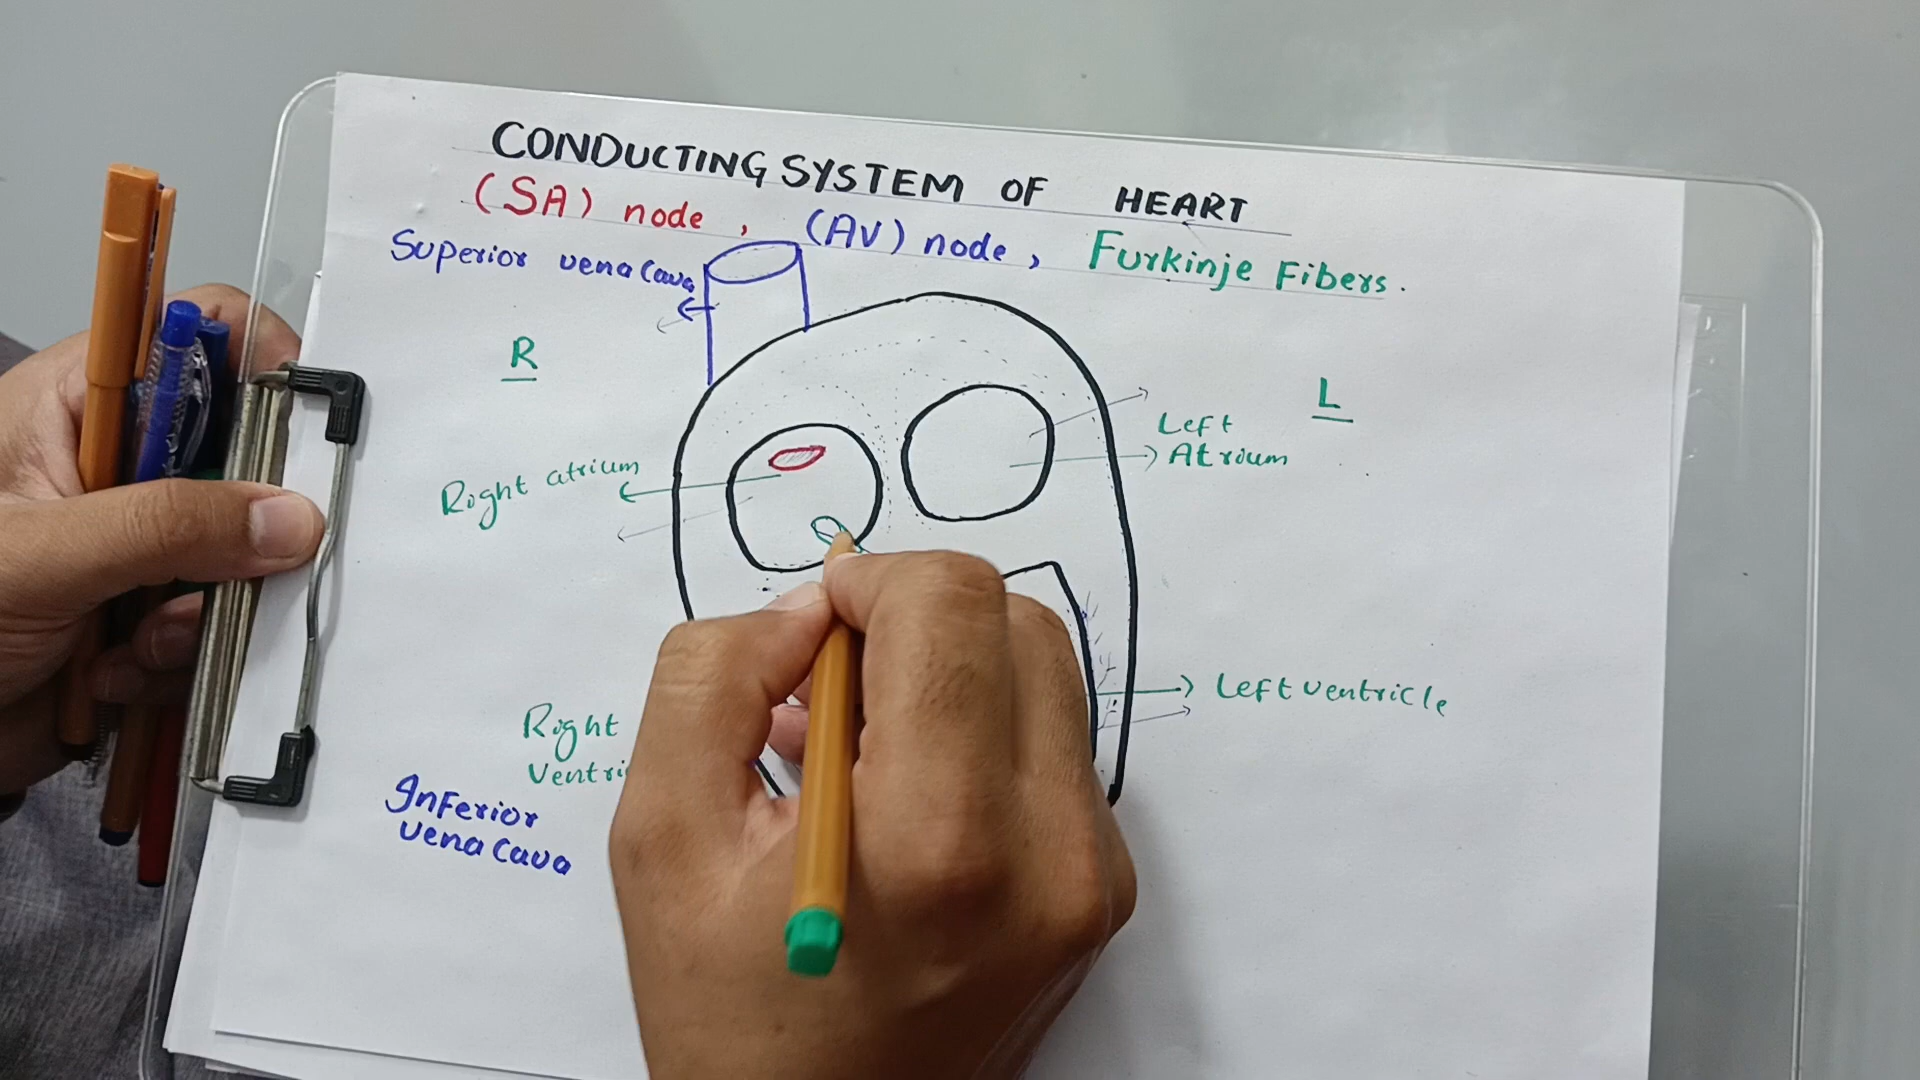 CONDUCTING SYSTEM OF HEART
(SA) node, (AV) node, Furkinje Fibers.
Superior vena Cava
R
L
Left
Atrium
Right atrium
Left ventricle
Right
Inferior
vena Cava